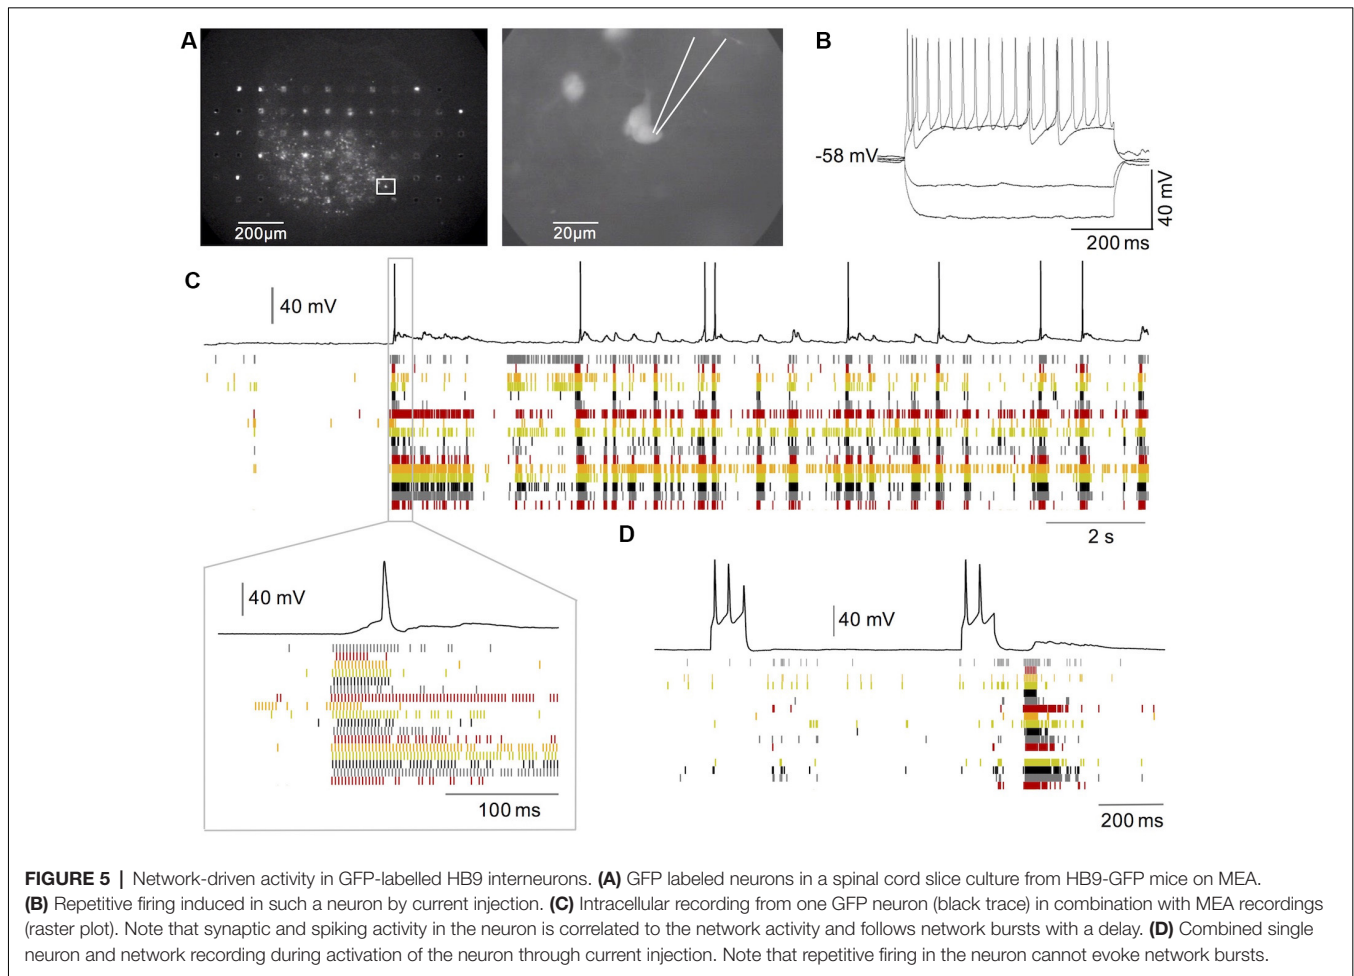 A
B
200µm
20µm
-58 mV
40 mV
200 ms
C
40 mV
2 s
D
40 mV
40 mV
100 ms
200 ms
FIGURE 5 | Network-driven activity in GFP-labelled HB9 interneurons. (A) GFP labeled neurons in a spinal cord slice culture from HB9-GFP mice on MEA.
(B) Repetitive firing induced in such a neuron by current injection. (C) Intracellular recording from one GFP neuron (black trace) in combination with MEA recordings
(raster plot). Note that synaptic and spiking activity in the neuron is correlated to the network activity and follows network bursts with a delay. (D) Combined single
neuron and network recording during activation of the neuron through current injection. Note that repetitive firing in the neuron cannot evoke network bursts.